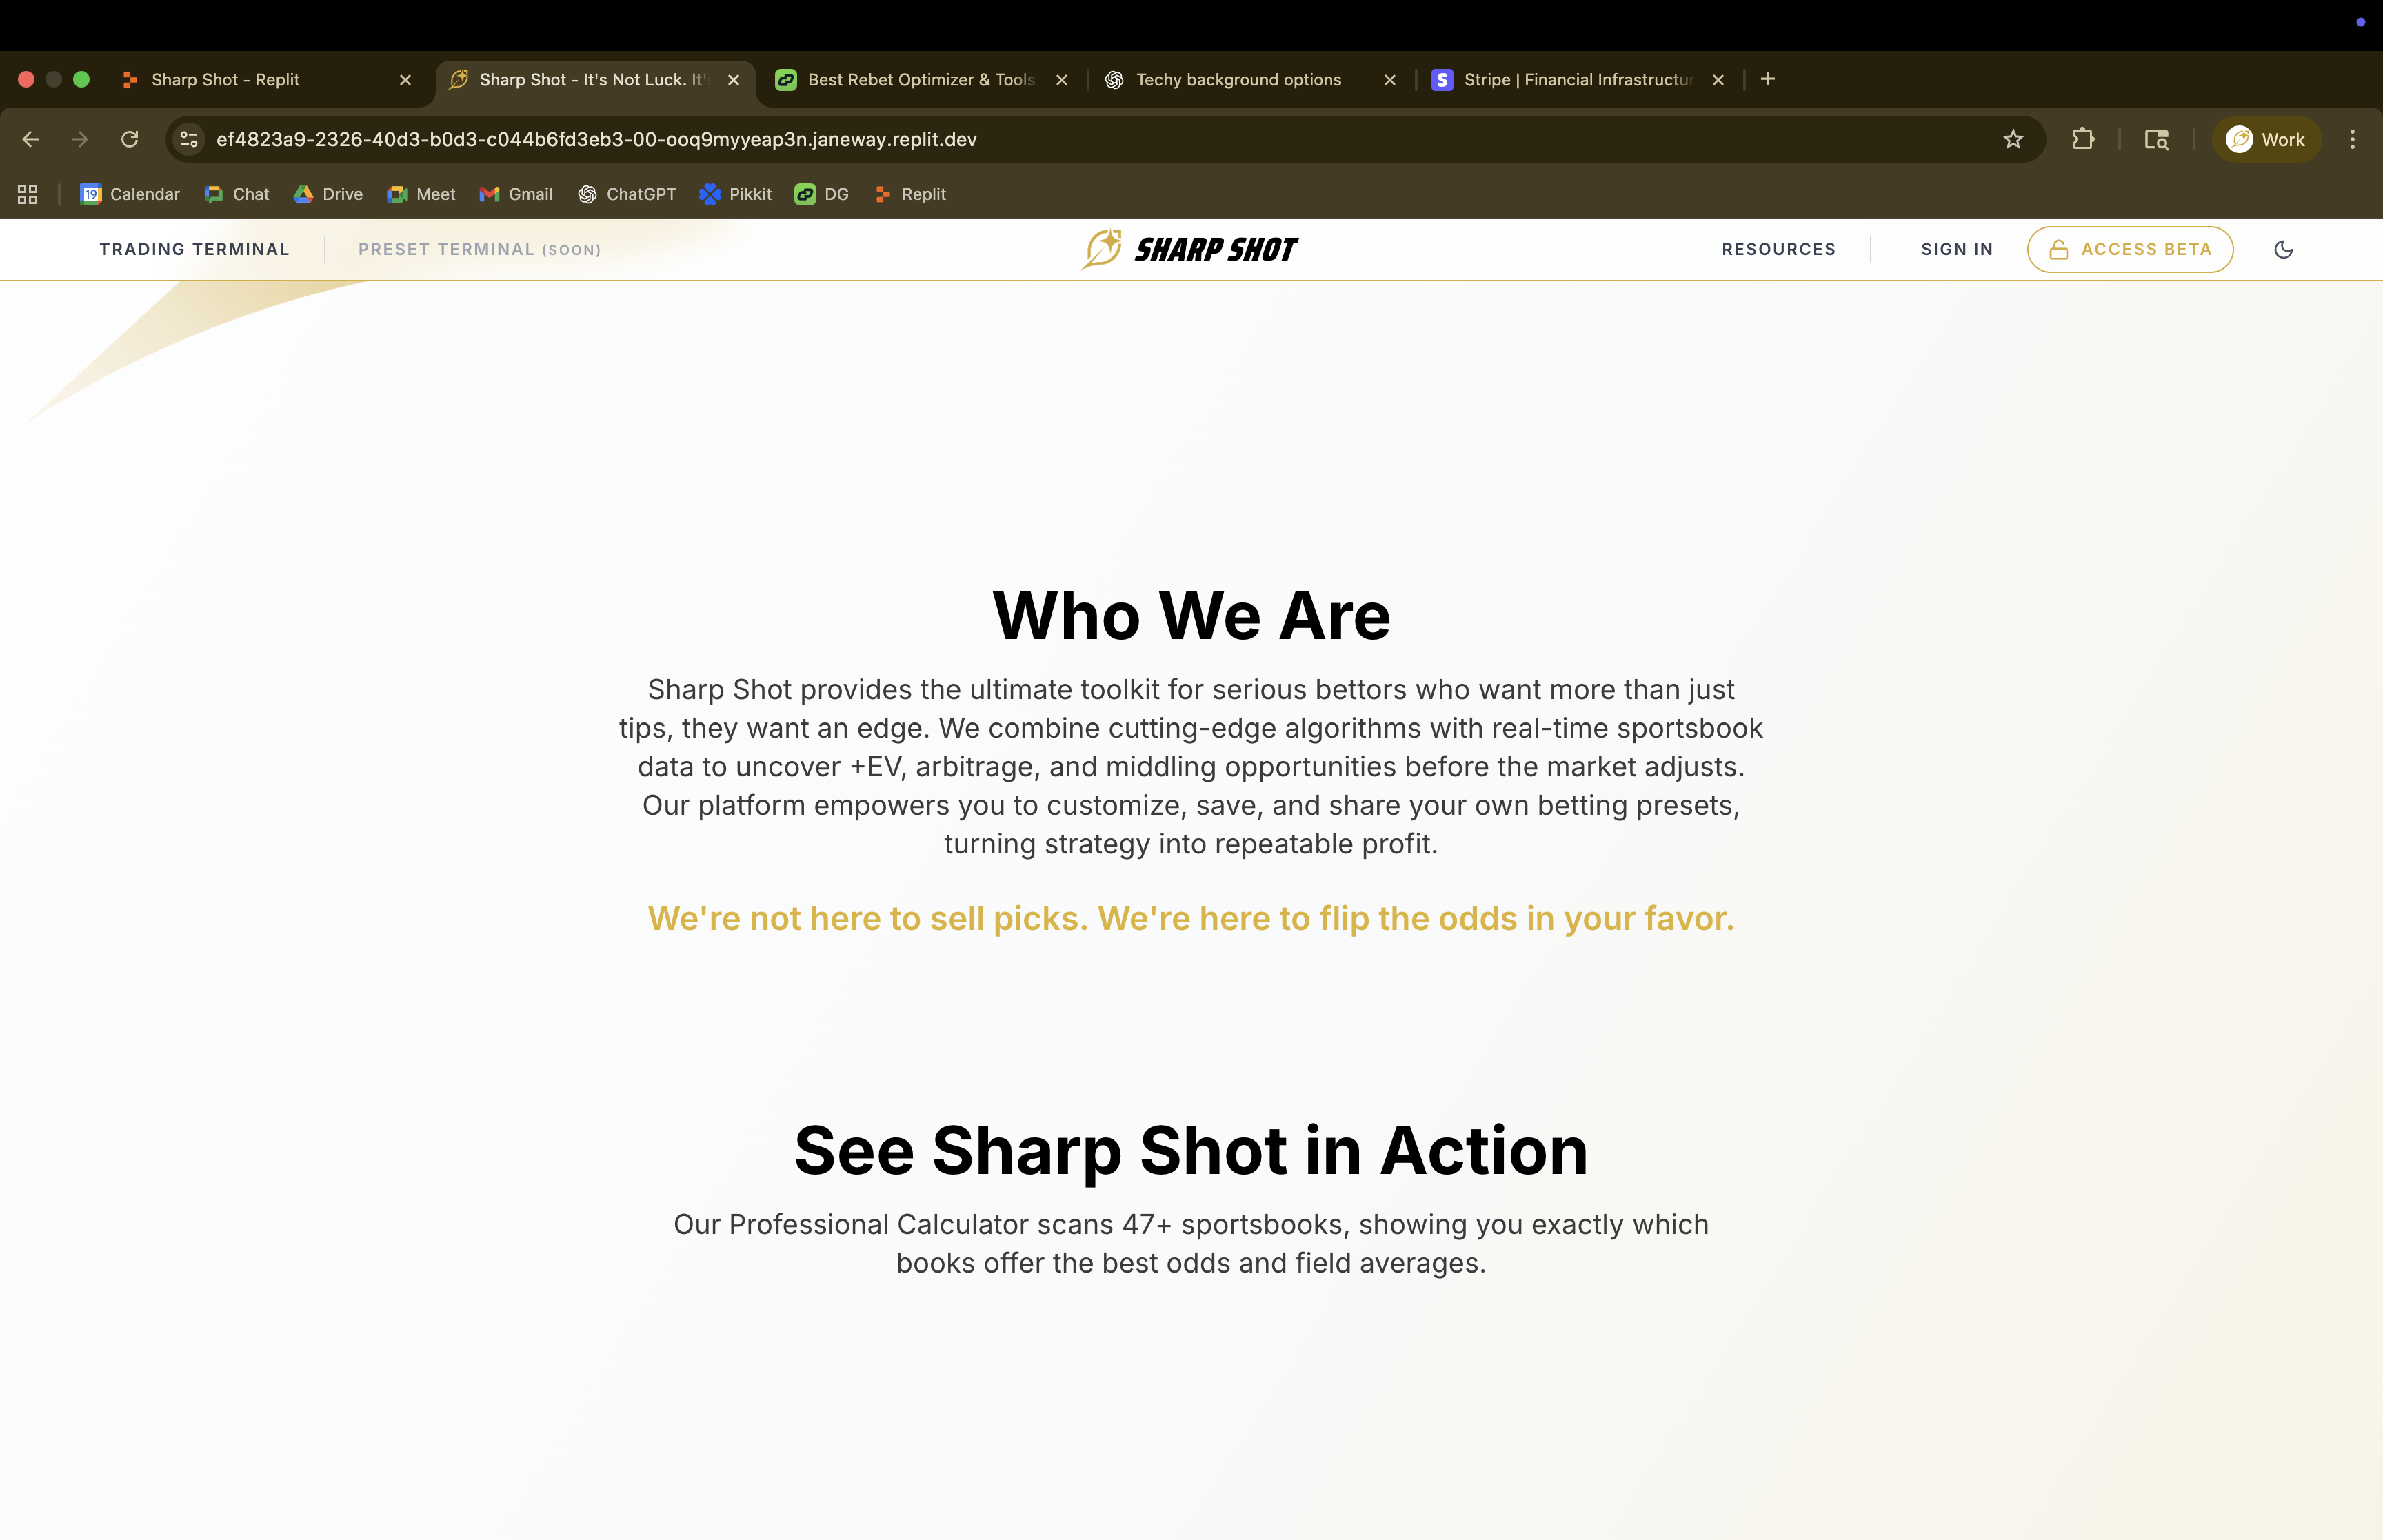 Sharp Shot - Replit
Sharp Shot - It's Not Luck. It's
Best Rebet Optimizer & Tools
Techy background options
S Stripe | Financial Infrastructur
ef4823a9-2326-40d3-b0d3-c044b6fd3eb3-00-ooq9myyeap3n.janeway.replit.dev
Work
19 Calendar Chat Drive Meet Gmail ChatGPT Pikkit DG Replit
TRADING TERMINAL PRESET TERMINAL (SOON) SHARP SHOT RESOURCES SIGN IN ACCESS BETA
Who We Are
Sharp Shot provides the ultimate toolkit for serious bettors who want more than just
tips, they want an edge. We combine cutting-edge algorithms with real-time sportsbook
data to uncover +EV, arbitrage, and middling opportunities before the market adjusts.
Our platform empowers you to customize, save, and share your own betting presets,
turning strategy into repeatable profit.
We're not here to sell picks. We're here to flip the odds in your favor.
See Sharp Shot in Action
Our Professional Calculator scans 47+ sportsbooks, showing you exactly which
books offer the best odds and field averages.